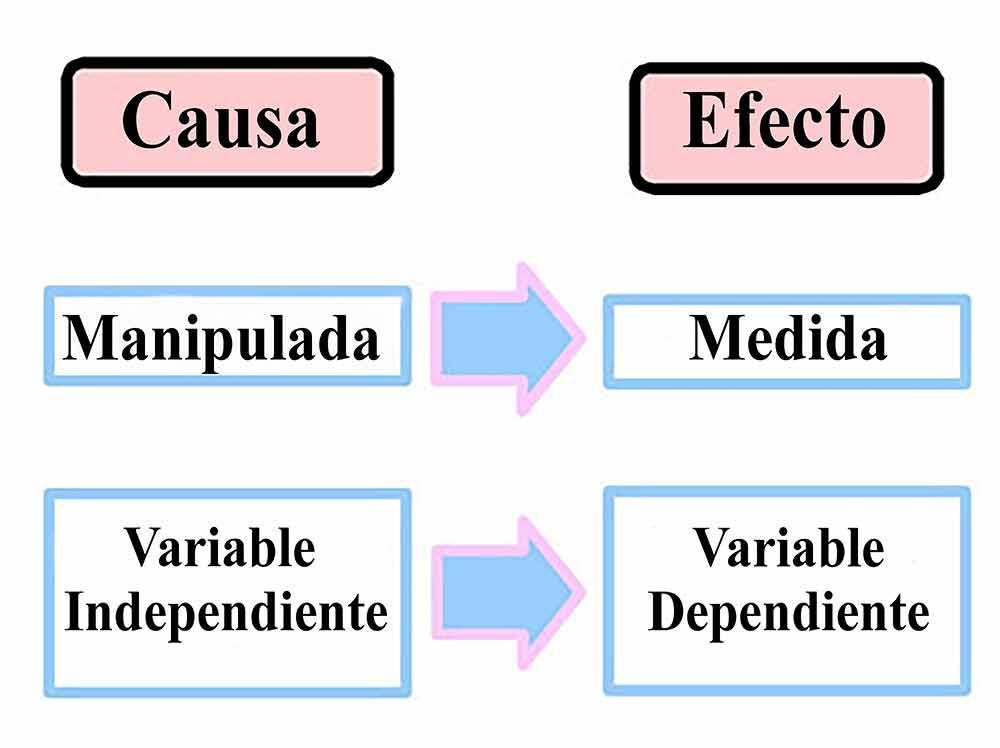 Causa
Efecto
Manipulada
Medida
Variable
Independiente
Variable
Dependiente